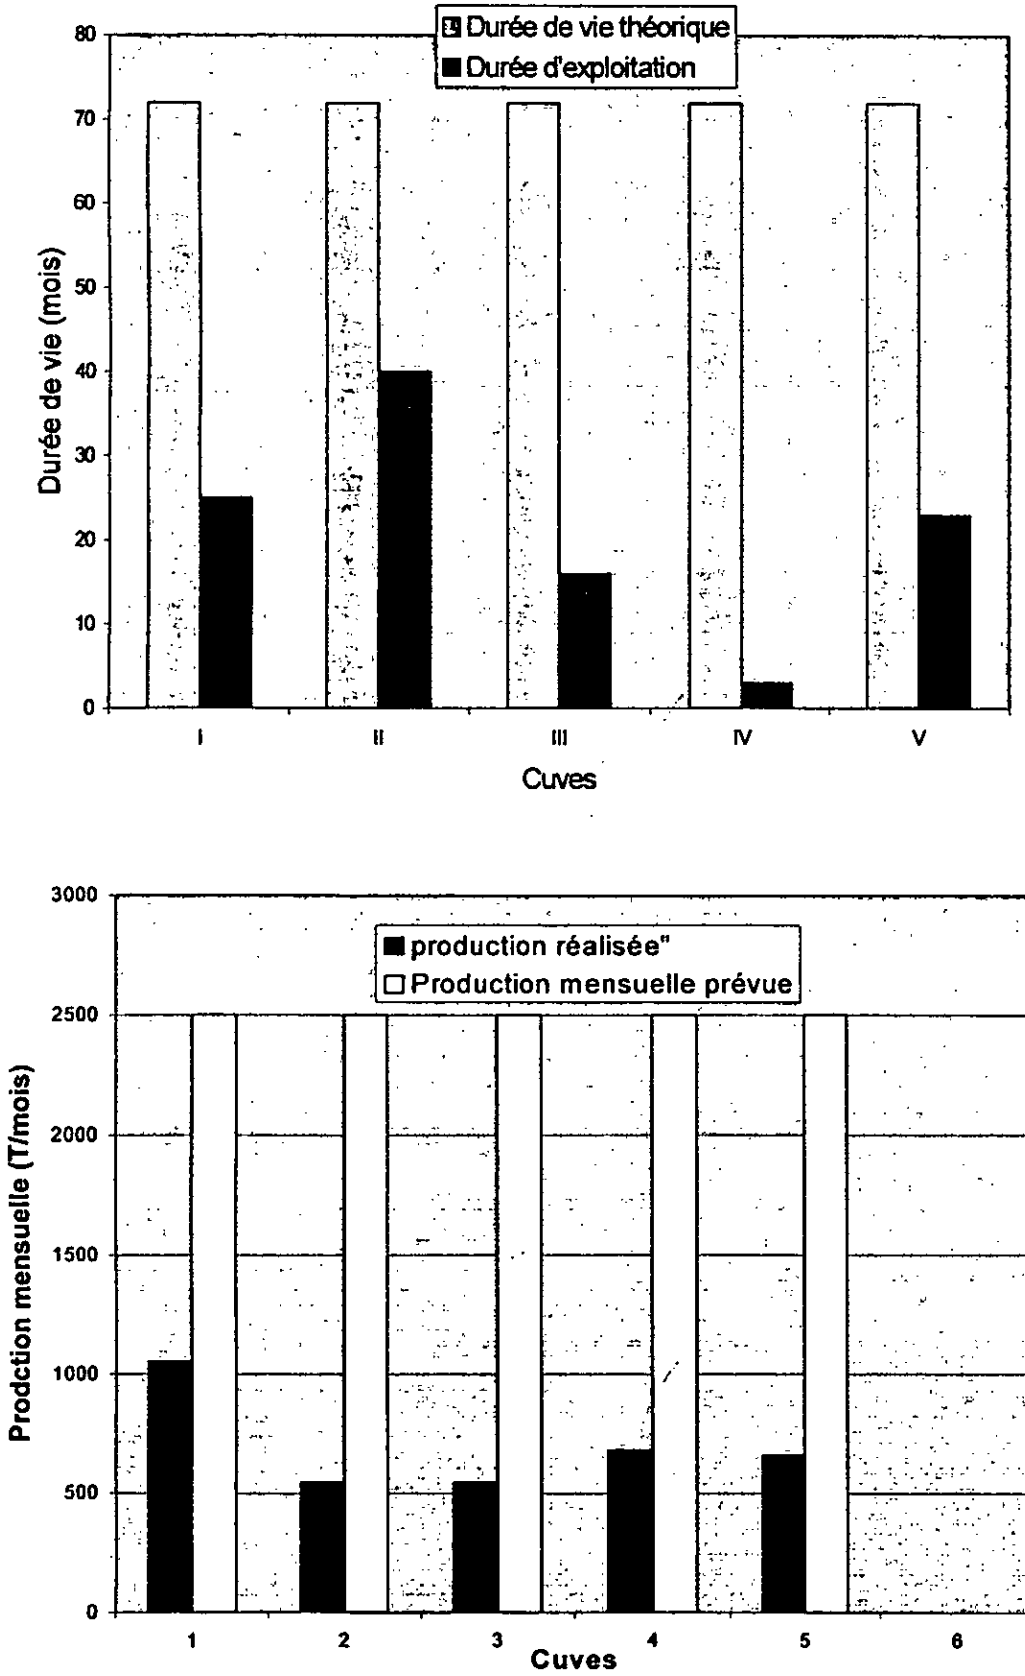 Durée de vie théorique
Durée d'exploitation
80
70
60
50
40
30
20
10
0
Durée de vie (mois)
I II III IV V
Cuves
3000
2500
2000
1500
1000
500
0
production réalisée"
Production mensuelle prévue
Prodction mensuelle (T/mois)
1 2 3 4 5 6
Cuves